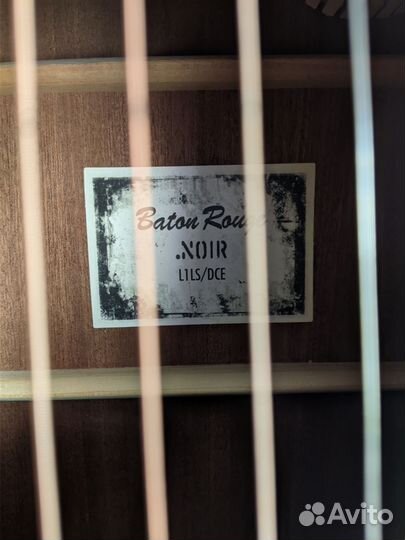 Baton Rouge
.NOIR
L1LS/DCE
Avito